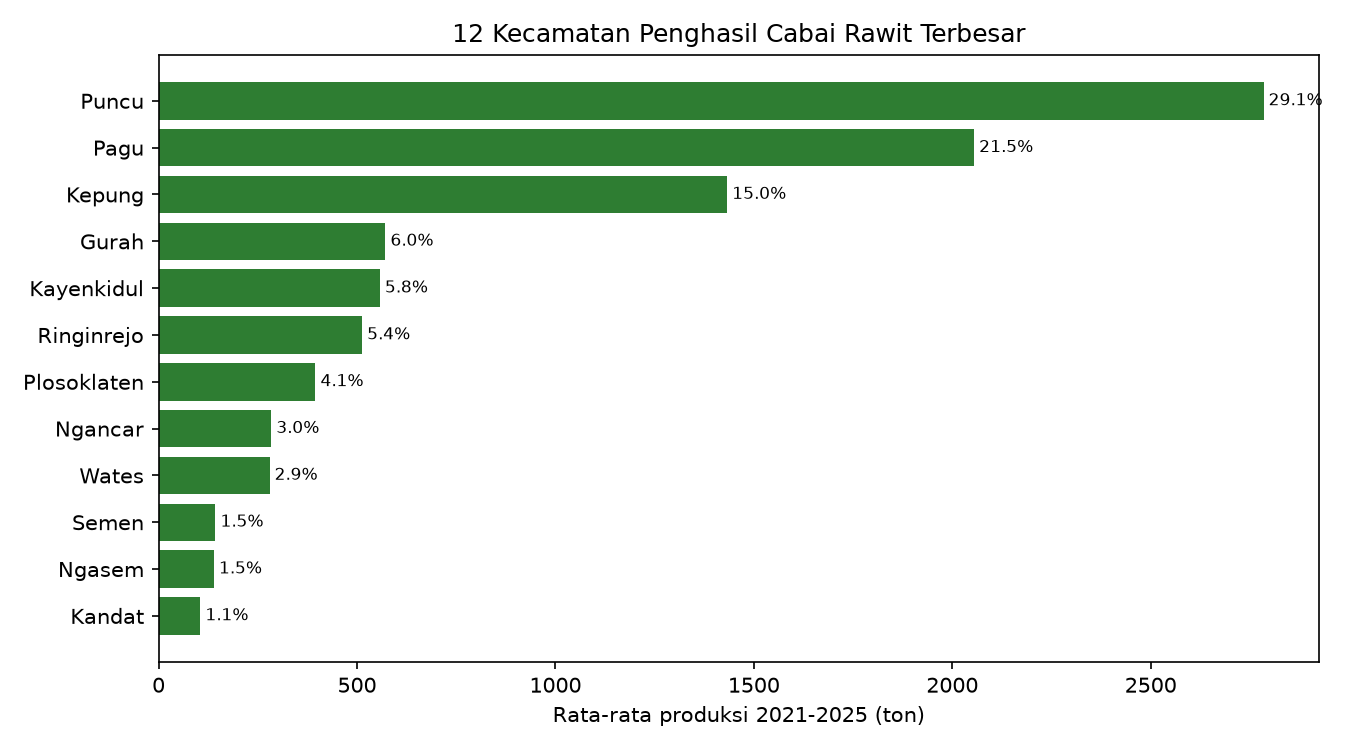 12 Kecamatan Penghasil Cabai Rawit Terbesar
Puncu 29.1%
Pagu 21.5%
Kepung 15.0%
Gurah 6.0%
Kayenkidul 5.8%
Ringinrejo 5.4%
Plosoklaten 4.1%
Ngancar 3.0%
Wates 2.9%
Semen 1.5%
Ngasem 1.5%
Kandat 1.1%
0 500 1000 1500 2000 2500
Rata-rata produksi 2021-2025 (ton)